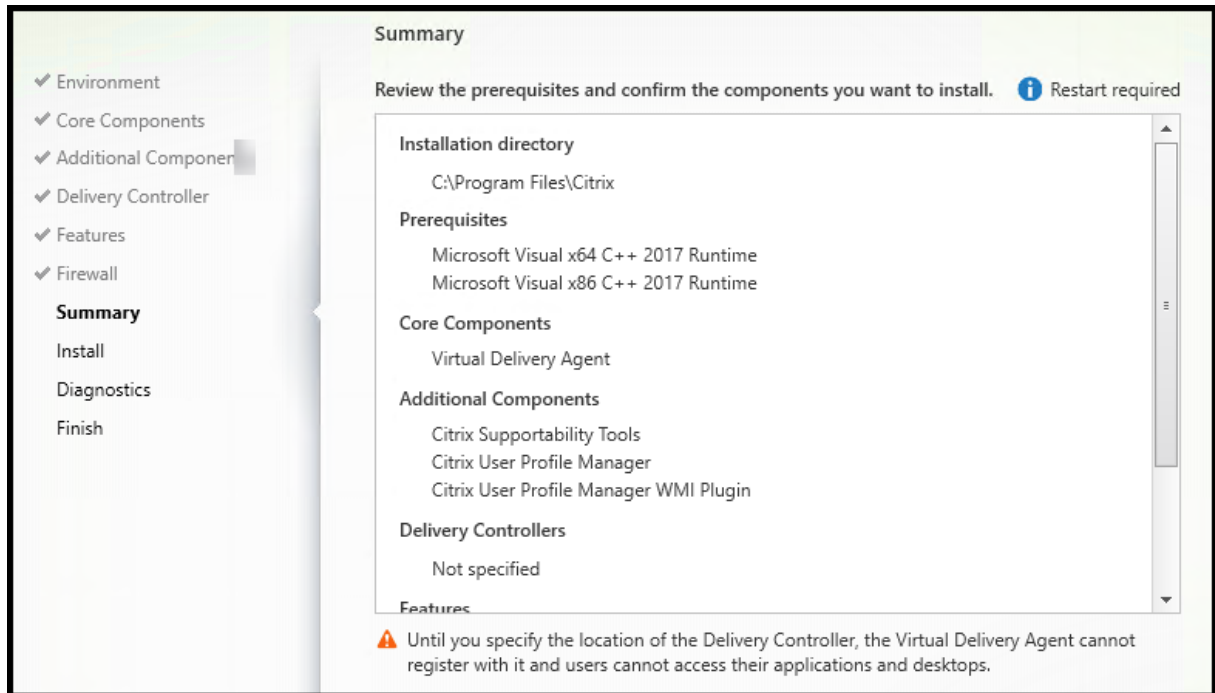 Summary
Environment
Core Components
Additional Componen
Delivery Controller
Features
Firewall
Summary
Install
Diagnostics
Finish
Review the prerequisites and confirm the components you want to install.
Restart required
Installation directory
C:\Program Files\Citrix
Prerequisites
Microsoft Visual x64 C++ 2017 Runtime
Microsoft Visual x86 C++ 2017 Runtime
Core Components
Virtual Delivery Agent
Additional Components
Citrix Supportability Tools
Citrix User Profile Manager
Citrix User Profile Manager WMI Plugin
Delivery Controllers
Not specified
Features
Until you specify the location of the Delivery Controller, the Virtual Delivery Agent cannot
register with it and users cannot access their applications and desktops.